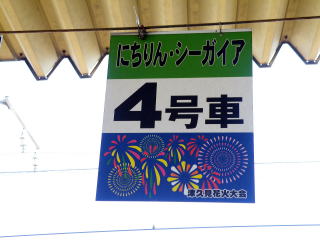 にちりん・シーガイア
4号車
津久見花火大会